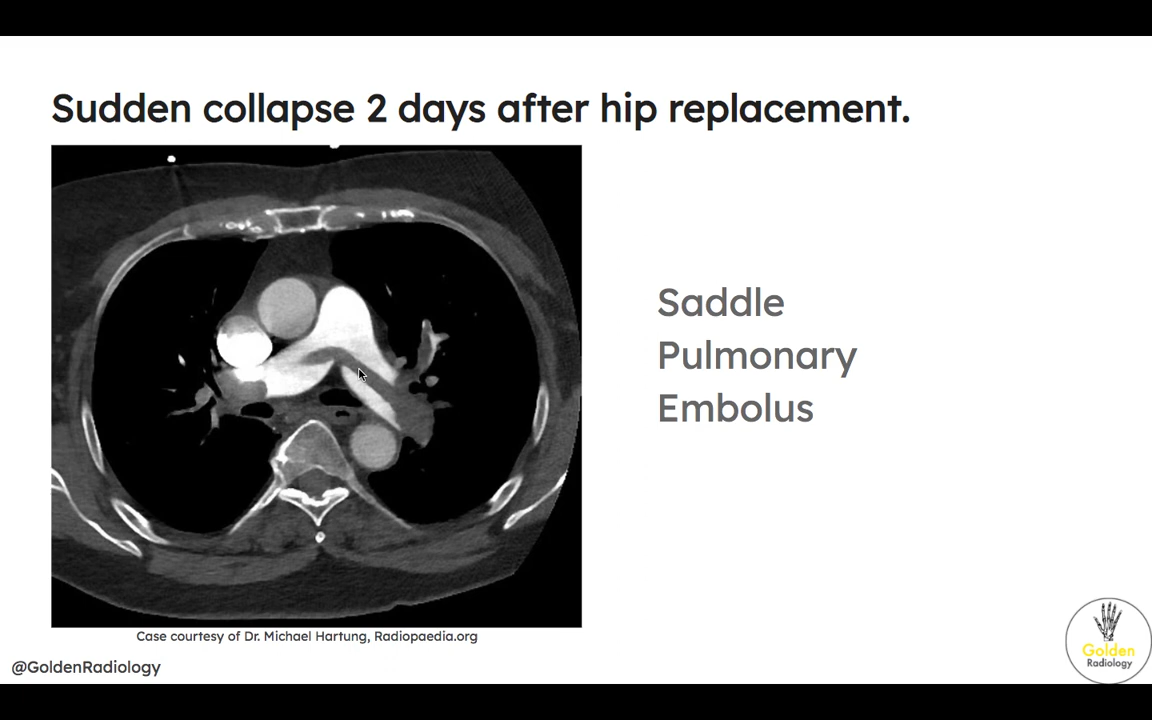 Sudden collapse 2 days after hip replacement.
Saddle
Pulmonary
Embolus
Case courtesy of Dr. Michael Hartung, Radiopaedia.org
@GoldenRadiology
Golden
Radiology